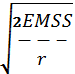 √2EMSS
---
r